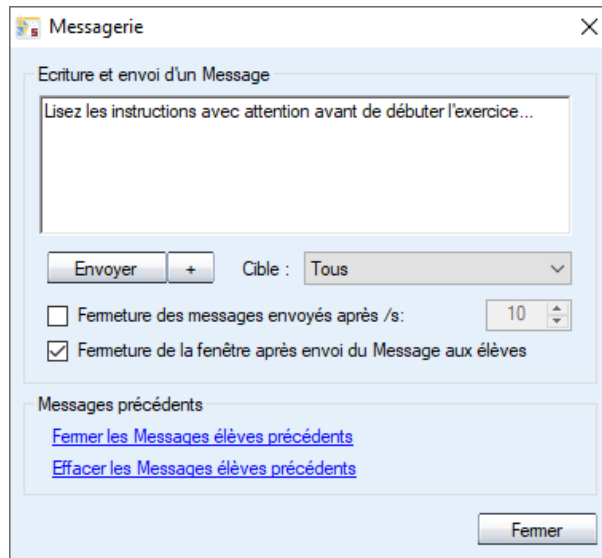 Messagerie
Ecriture et envoi d'un Message
Lisez les instructions avec attention avant de débuter l'exercice...
Envoyer + Cible : Tous
Fermeture des messages envoyés après /s: 10
Fermeture de la fenêtre après envoi du Message aux élèves
Messages précédents
Fermer les Messages élèves précédents
Effacer les Messages élèves précédents
Fermer